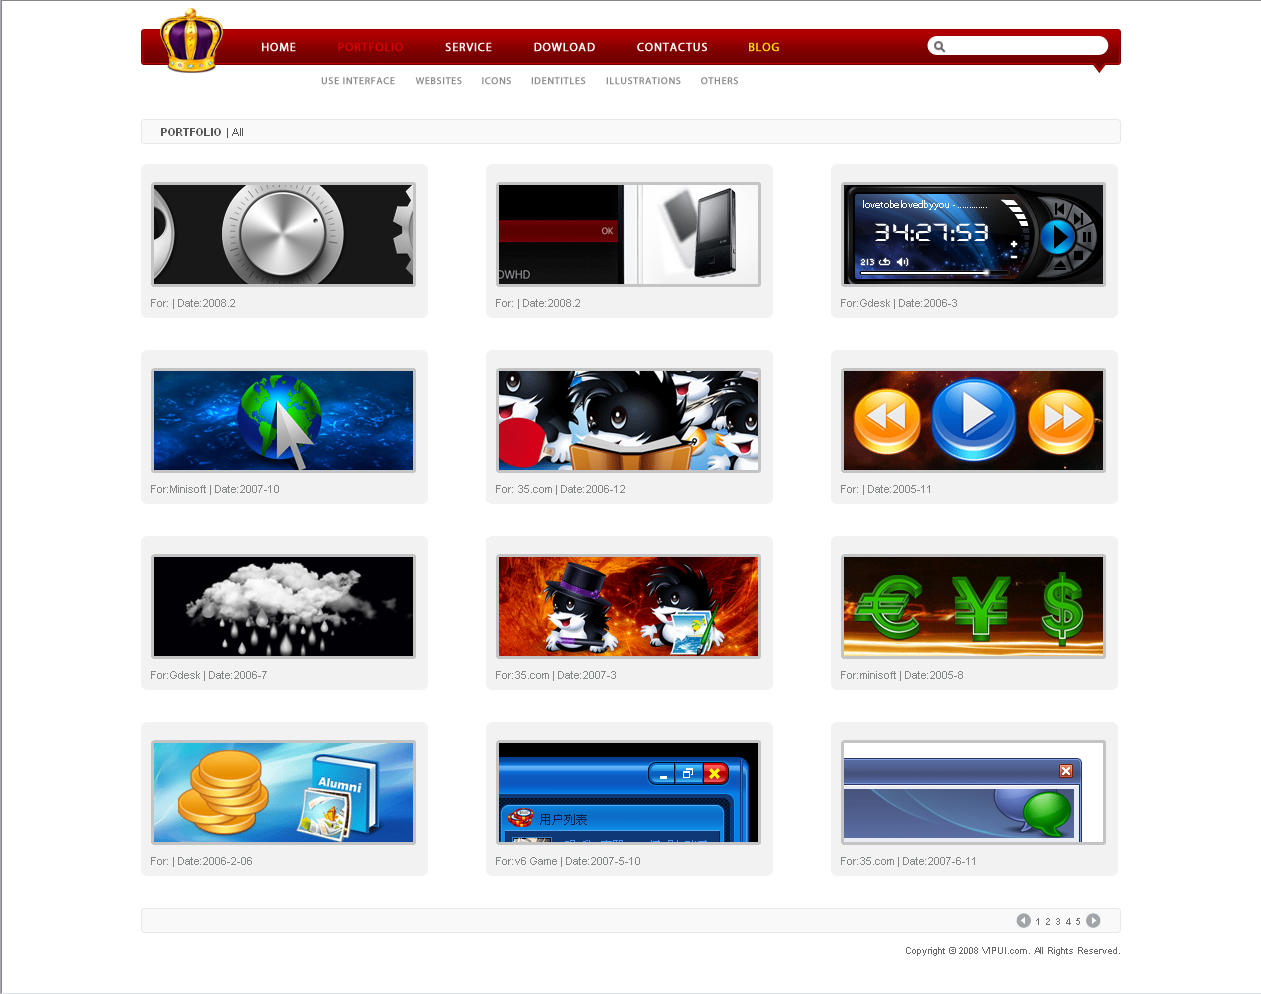 HOME PORTFOLIO SERVICE DOWLOAD CONTACTUS BLOG
USE INTERFACE WEBSITES ICONS IDENTITLES ILLUSTRATIONS OTHERS
PORTFOLIO | All
OK
OWHD
lovetobelovedbyyou - .............
34:27:53
213
For: | Date:2008.2
For: | Date:2008.2
For:Gdesk | Date:2006-3
For:Minisoft | Date:2007-10
For: 35.com | Date:2006-12
For: | Date:2005-11
For:Gdesk | Date:2006-7
For:35.com | Date:2007-3
For:minisoft | Date:2005-8
Alumni
用户列表
For: | Date:2006-2-06
For:v6 Game | Date:2007-5-10
For:35.com | Date:2007-6-11
1 2 3 4 5
Copyright @ 2008 VIPUI.com. All Rights Reserved.